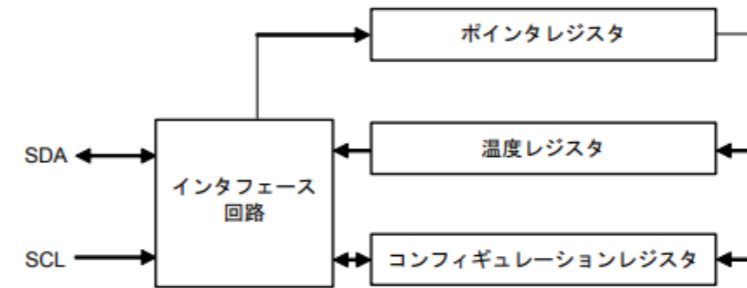 ポインタレジスタ
SDA
温度レジスタ
インタフェース
回路
SCL
コンフィギュレーションレジスタ